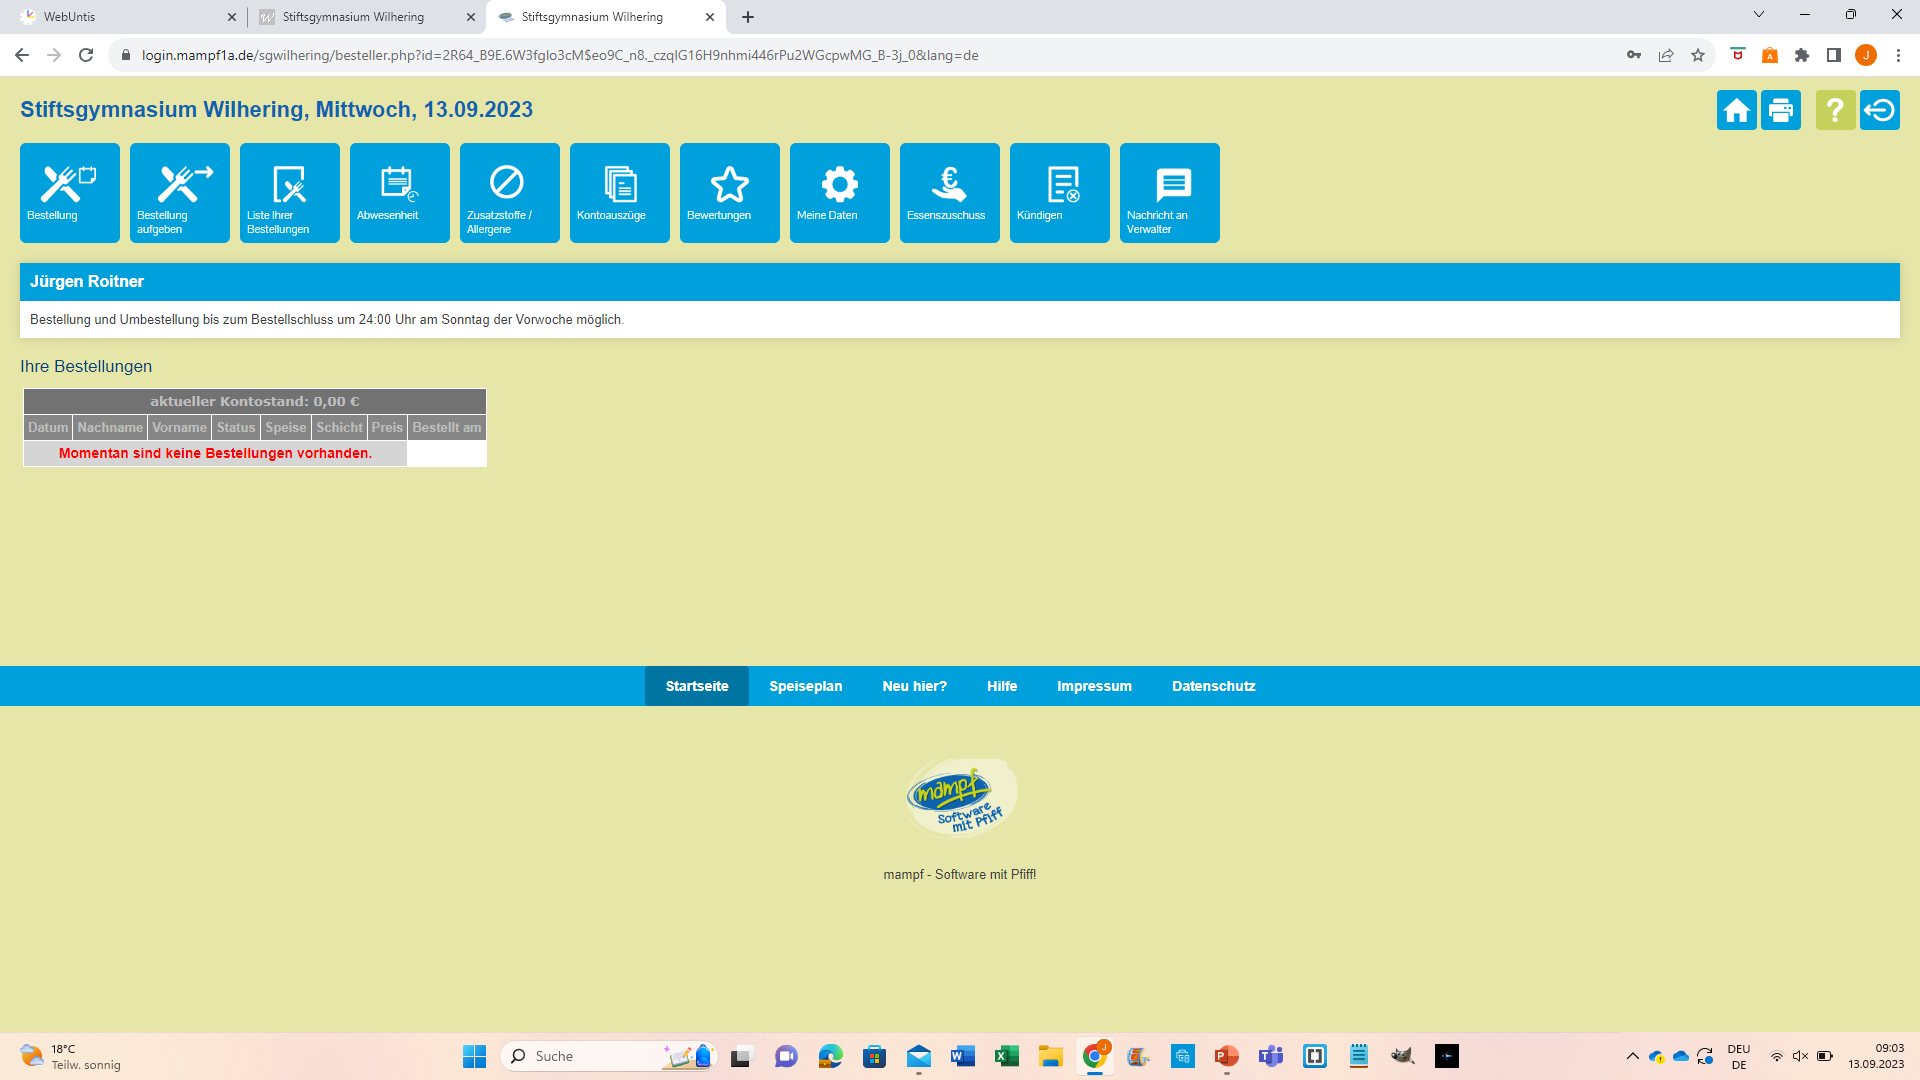 WebUntis
Stiftsgymnasium Wilhering
Stiftsgymnasium Wilhering
login.mampf1a.de/sgwilhering/besteller.php?id=2R64_B9E.6W3fglo3cM$eo9C_n8._czqIG16H9nhmi446rPu2WGcpwMG_B-3j_0&lang=de
Stiftsgymnasium Wilhering, Mittwoch, 13.09.2023
Bestellung
Bestellung aufgeben
Liste Ihrer Bestellungen
Abwesenheit
Zusatzstoffe / Allergene
Kontoauszüge
Bewertungen
Meine Daten
Essenszuschuss
Kündigen
Nachricht an Verwalter
Jürgen Roitner
Bestellung und Umbestellung bis zum Bestellschluss um 24:00 Uhr am Sonntag der Vorwoche möglich.
Ihre Bestellungen
aktueller Kontostand: 0,00 €
Datum Nachname Vorname Status Speise Schicht Preis Bestellt am
Momentan sind keine Bestellungen vorhanden.
Startseite Speiseplan Neu hier? Hilfe Impressum Datenschutz
mampf
Software
mit Pfiff
mampf - Software mit Pfiff!
18°C
Teilw. sonnig
Suche
DEU
DE
09:03
13.09.2023